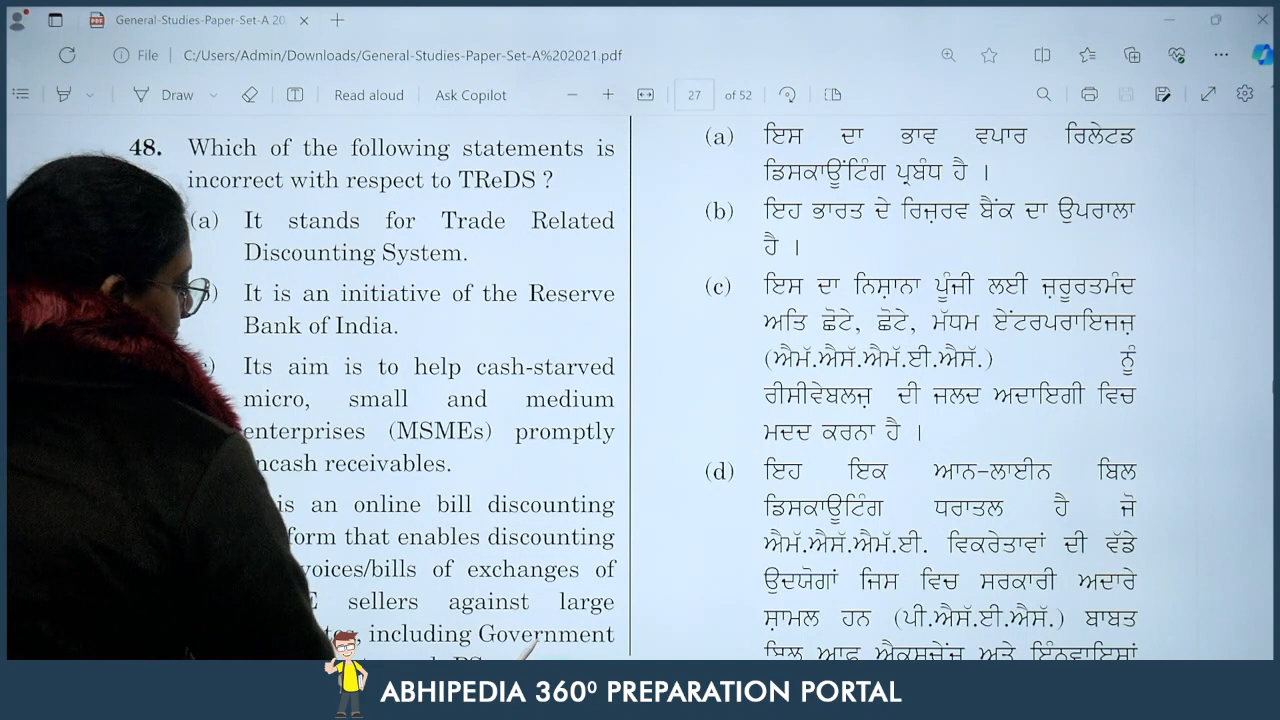 General-Studies-Paper-Set-A 20
File
C:/Users/Admin/Downloads/General-Studies-Paper-Set-A%202021.pdf
Draw
Read aloud
Ask Copilot
27
of 52
48. Which of the following statements is
incorrect with respect to TReDS ?
(a) It stands for Trade Related
Discounting System.
It is an initiative of the Reserve
Bank of India.
Its aim is to help cash-starved
micro, small and medium
enterprises (MSMEs) promptly
ncash receivables.
is an online bill discounting
form that enables discounting
voices/bills of exchanges of
E sellers against large
including Government
(a) ਇਸ ਦਾ ਭਾਵ ਵਪਾਰ ਰਿਲੇਟਡ
ਡਿਸਕਾਊਂਟਿੰਗ ਪ੍ਰਬੰਧ ਹੈ ।
(b) ਇਹ ਭਾਰਤ ਦੇ ਰਿਜ਼ਰਵ ਬੈਂਕ ਦਾ ਉਪਰਾਲਾ
ਹੈ ।
(c) ਇਸ ਦਾ ਨਿਸ਼ਾਨਾ ਪੂੰਜੀ ਲਈ ਜ਼ਰੂਰਤਮੰਦ
ਅਤਿ ਛੋਟੇ, ਛੋਟੇ, ਮੱਧਮ ਏਂਟਰਪਰਾਇਜਜ਼
(ਐਮੱ.ਐਸੱ.ਐਮੱ.ਈ.ਐਸੱ.) ਨੂੰ
ਰੀਸੀਵੇਬਲਜ਼ ਦੀ ਜਲਦ ਅਦਾਇਗੀ ਵਿਚ
ਮਦਦ ਕਰਨਾ ਹੈ ।
(d) ਇਹ ਇਕ ਆਨ-ਲਾਈਨ ਬਿਲ
ਡਿਸਕਾਊਟਿੰਗ ਧਰਾਤਲ ਹੈ ਜੋ
ਐਮੱ.ਐਸੱ.ਐਮੱ.ਈ. ਵਿਕਰੇਤਾਵਾਂ ਦੀ ਵੱਡੇ
ਉਦਯੋਗਾਂ ਜਿਸ ਵਿਚ ਸਰਕਾਰੀ ਅਦਾਰੇ
ਸ਼ਾਮਲ ਹਨ (ਪੀ.ਐਸੱ.ਈ.ਐਸੱ.) ਬਾਬਤ
ਬਿਲ ਆਫ਼ ਐਕਸਚੇਂਜ ਅਤੇ ਇੰਨਵਾਇਸਾਂ
ABHIPEDIA 360º PREPARATION PORTAL